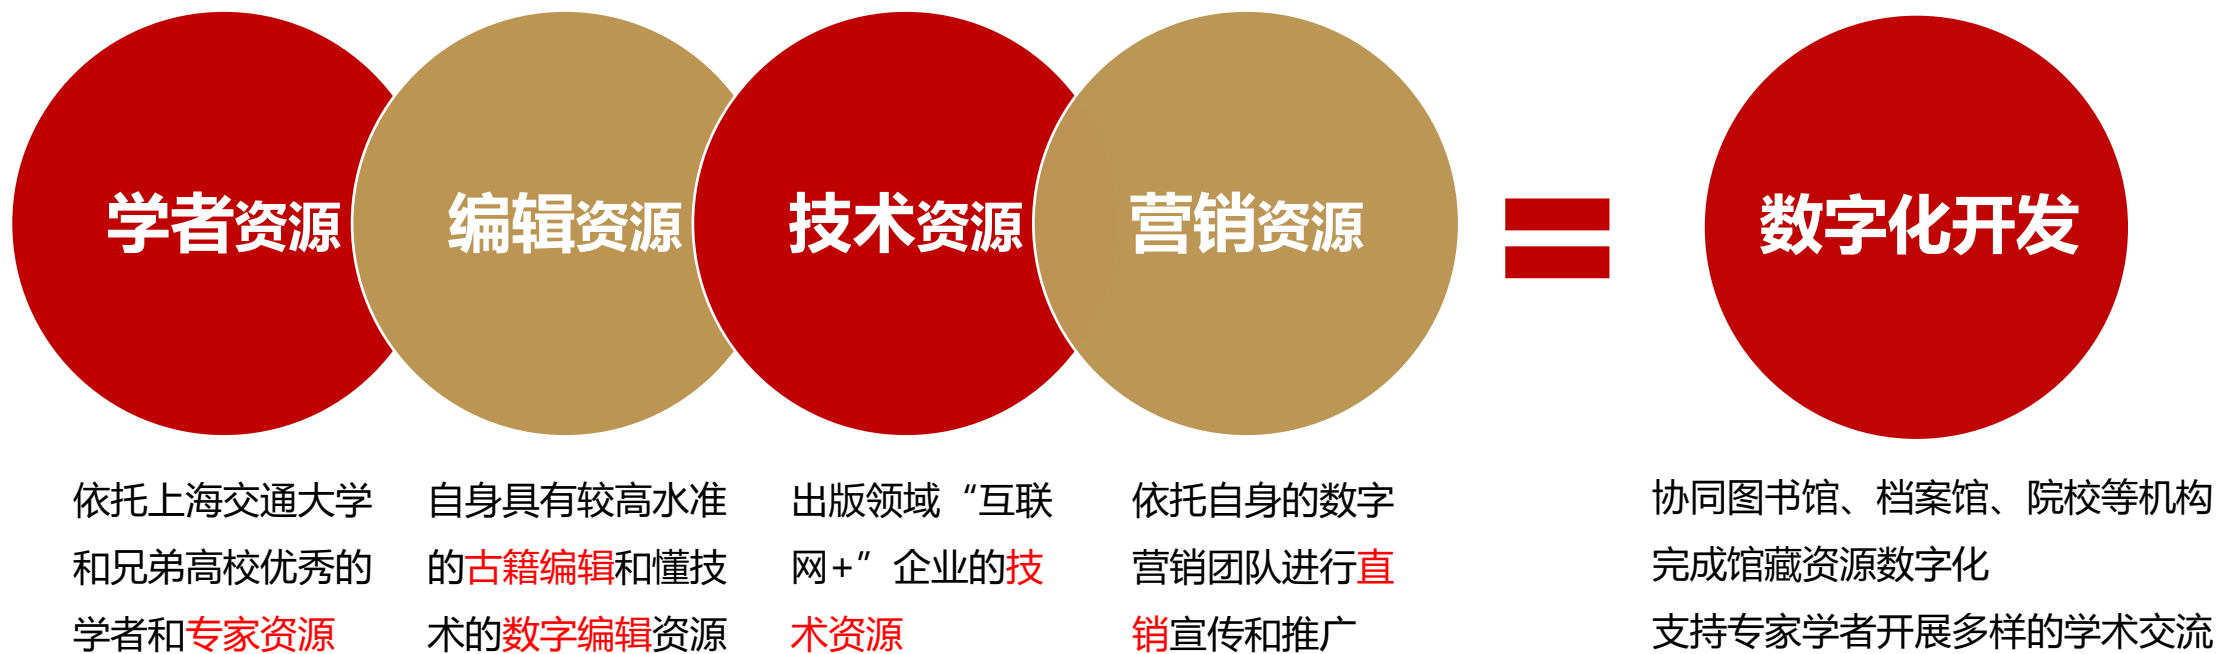 学者资源
编辑资源
技术资源
营销资源
数字化开发
依托上海交通大学
和兄弟高校优秀的
学者和专家资源
自身具有较高水准
的古籍编辑和懂技
术的数字编辑资源
出版领域“互联
网+”企业的技
术资源
依托自身的数字
营销团队进行直
销宣传和推广
协同图书馆、档案馆、院校等机构
完成馆藏资源数字化
支持专家学者开展多样的学术交流